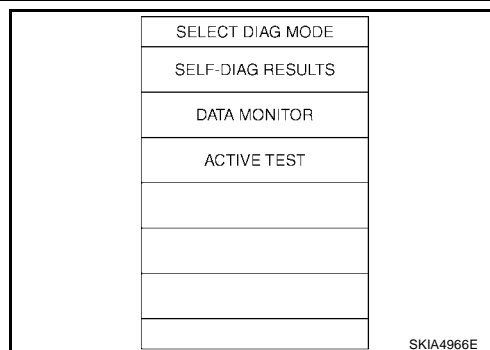 SELECT DIAG MODE
SELF-DIAG RESULTS
DATA MONITOR
ACTIVE TEST
SKIA4966E